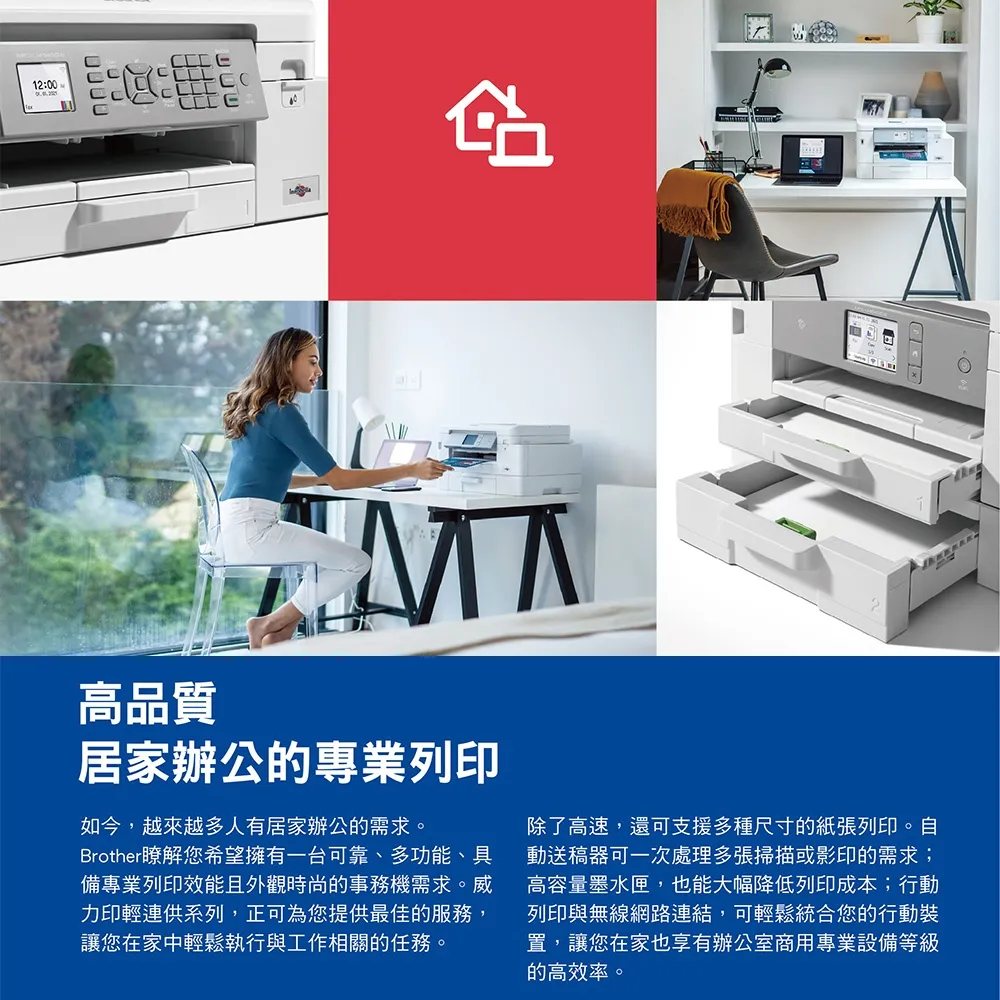 12:00
01.01.2021
Fax
1
2
高品質
居家辦公的專業列印
如今，越來越多人有居家辦公的需求。
Brother瞭解您希望擁有一台可靠、多功能、具
備專業列印效能且外觀時尚的事務機需求。威
力印輕連供系列，正可為您提供最佳的服務，
讓您在家中輕鬆執行與工作相關的任務。
除了高速，還可支援多種尺寸的紙張列印。自
動送稿器可一次處理多張掃描或影印的需求；
高容量墨水匣，也能大幅降低列印成本；行動
列印與無線網路連結，可輕鬆統合您的行動裝
置，讓您在家也享有辦公室商用專業設備等級
的高效率。